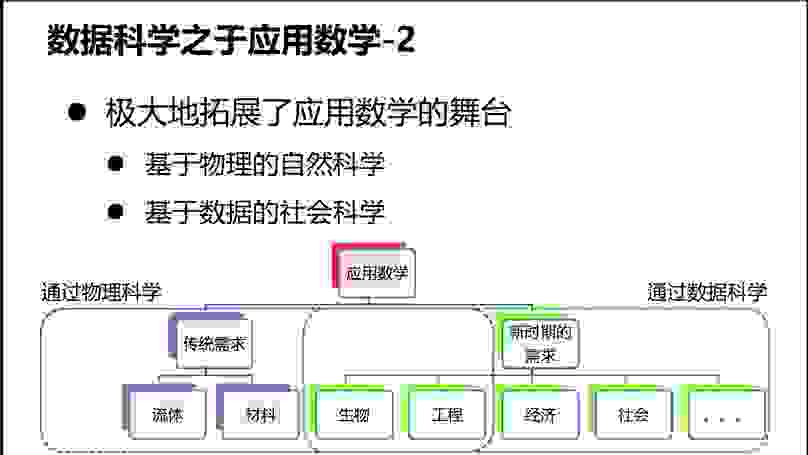 数据科学之于应用数学-2
极大地拓展了应用数学的舞台
基于物理的自然科学
基于数据的社会科学
应用数学
通过物理科学
通过数据科学
传统需求
新时期的
需求
流体
材料
生物
工程
经济
社会
...